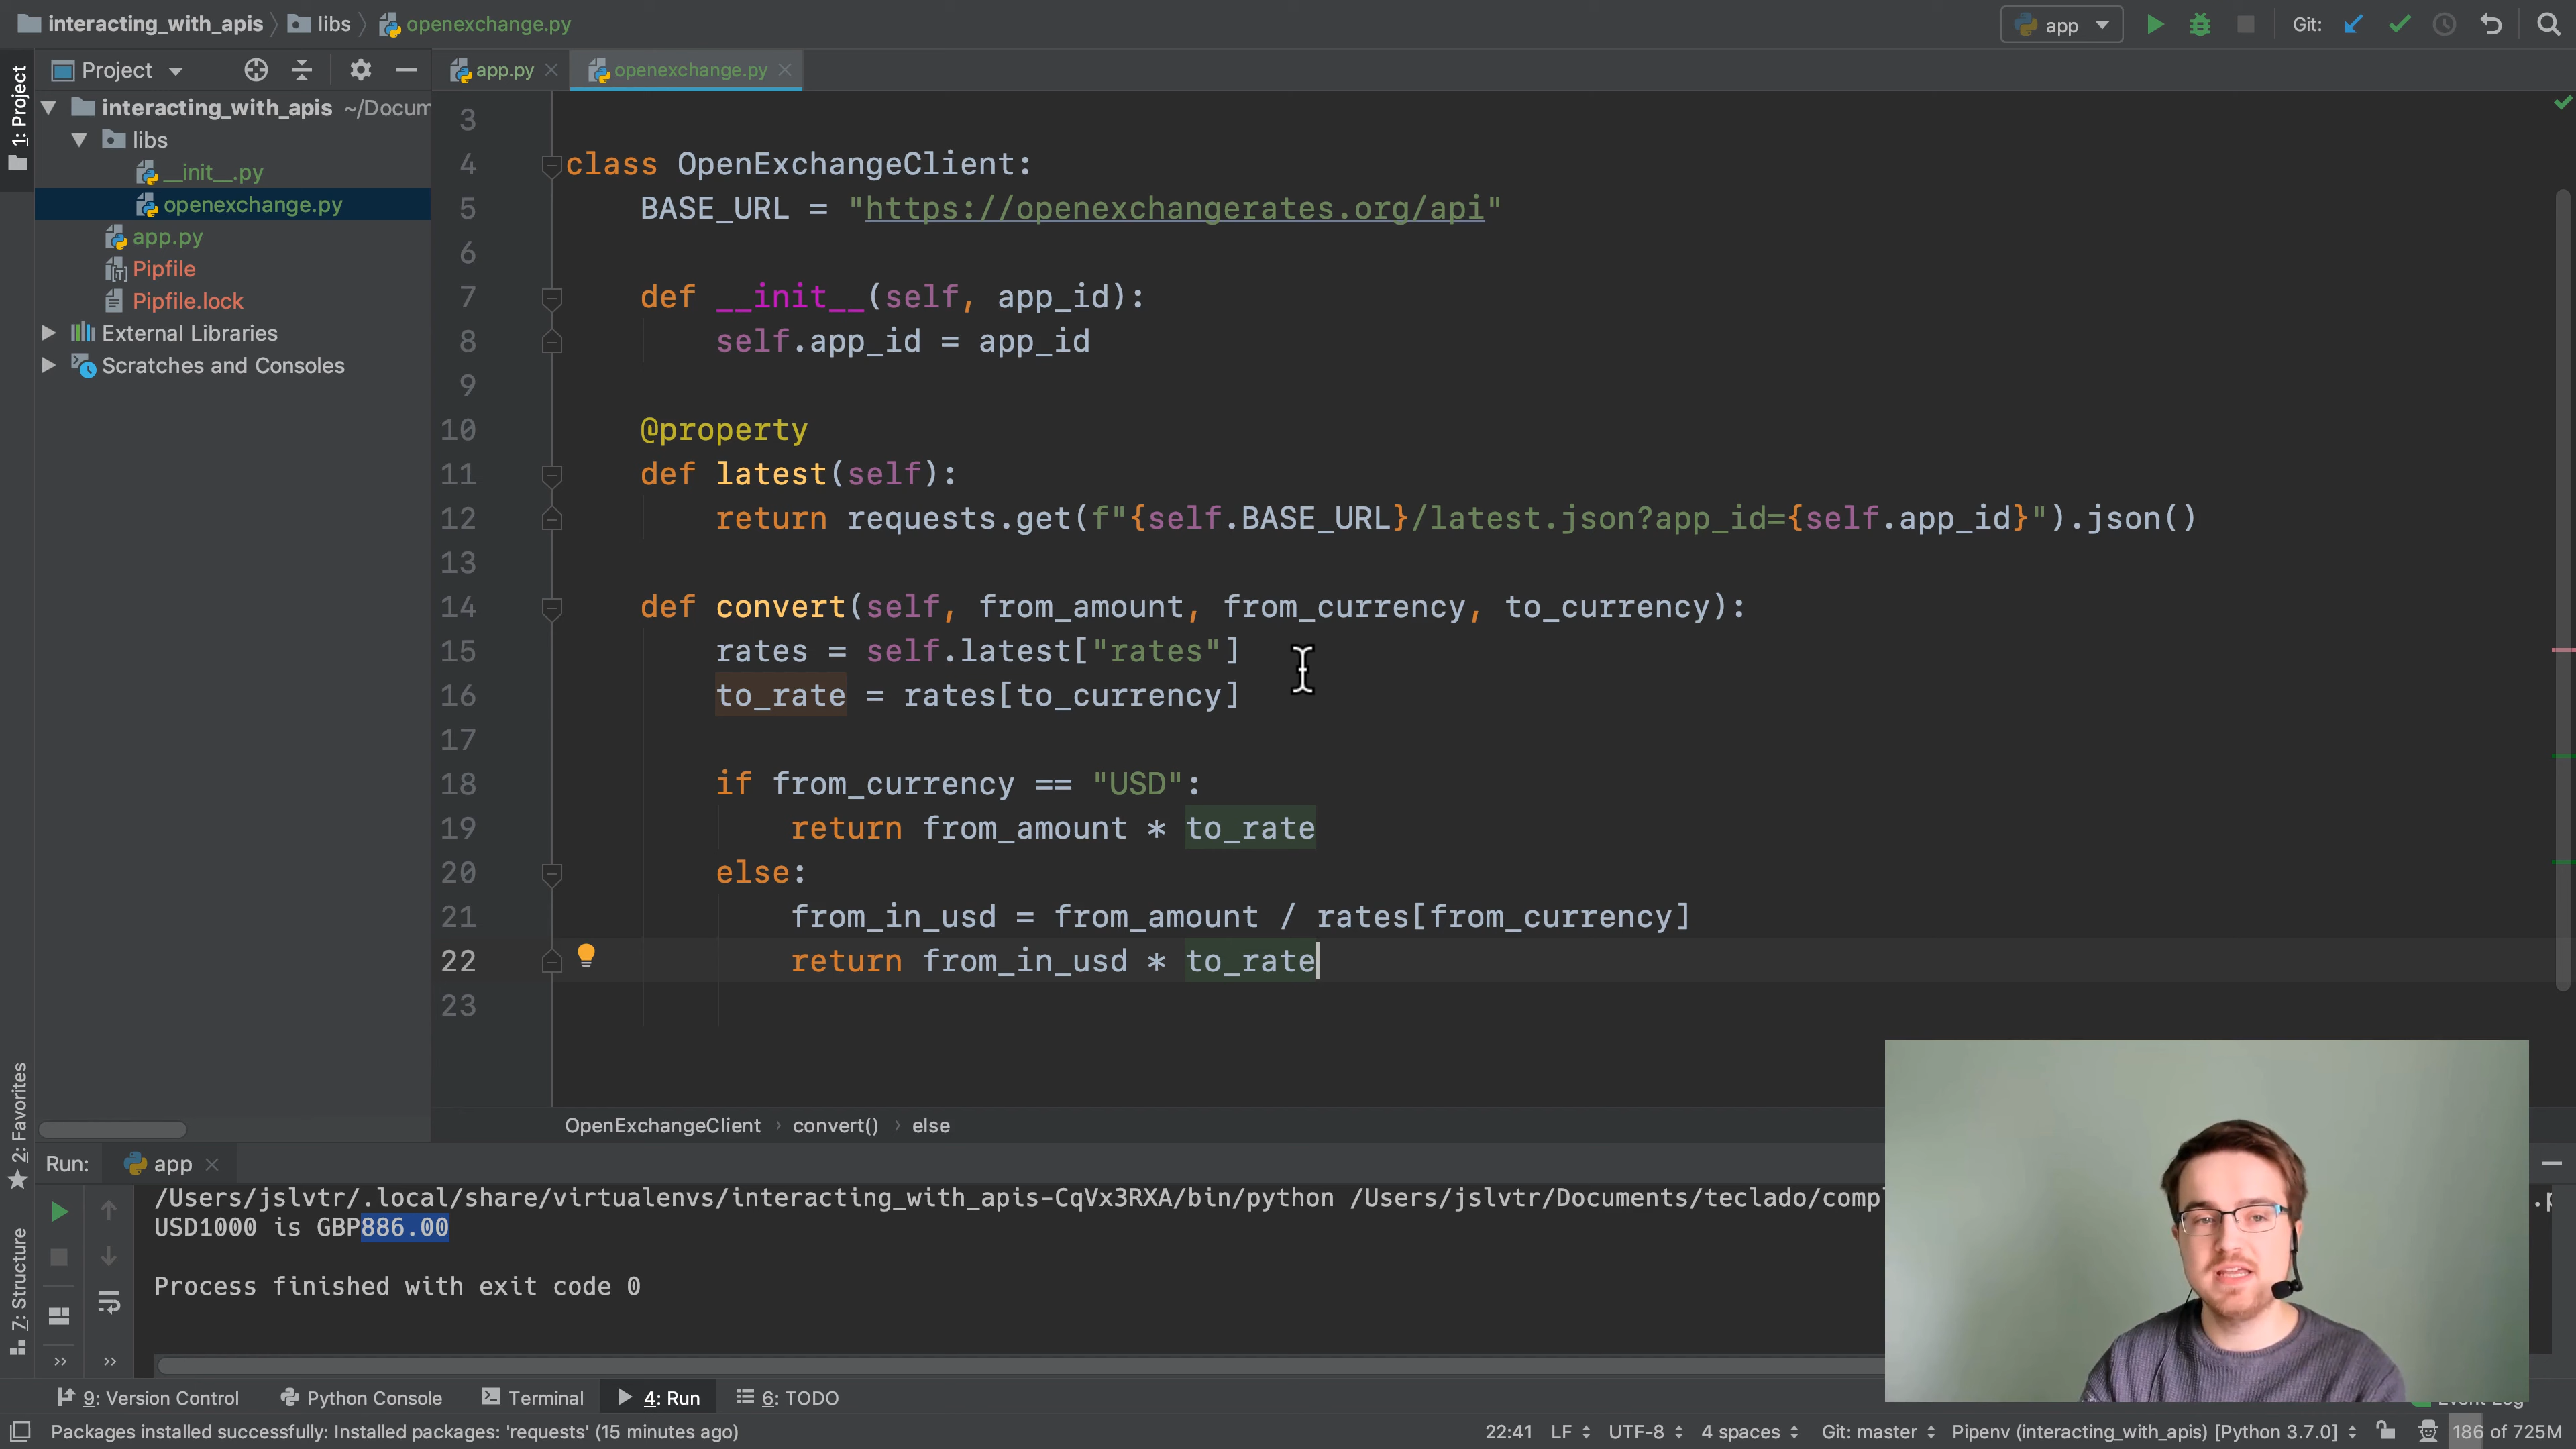 interacting_with_apis libs openexchange.py app Git:
1: Project
Project
app.py openexchange.py
interacting_with_apis ~/Docum
libs
__init__.py
openexchange.py
app.py
Pipfile
Pipfile.lock
External Libraries
Scratches and Consoles
3
4 class OpenExchangeClient:
5 BASE_URL = "https://openexchangerates.org/api"
6
7 def __init__(self, app_id):
8 self.app_id = app_id
9
10 @property
11 def latest(self):
12 return requests.get(f"{self.BASE_URL}/latest.json?app_id={self.app_id}").json()
13
14 def convert(self, from_amount, from_currency, to_currency):
15 rates = self.latest["rates"]
16 to_rate = rates[to_currency]
17
18 if from_currency == "USD":
19 return from_amount * to_rate
20 else:
21 from_in_usd = from_amount / rates[from_currency]
22 return from_in_usd * to_rate
23
OpenExchangeClient convert() else
2: Favorites
7: Structure
Run: app
/Users/jslvtr/.local/share/virtualenvs/interacting_with_apis-CqVx3RXA/bin/python /Users/jslvtr/Documents/teclado/compl .p
USD1000 is GBP886.00
Process finished with exit code 0
9: Version Control Python Console Terminal 4: Run 6: TODO
Packages installed successfully: Installed packages: 'requests' (15 minutes ago) 22:41 LF UTF-8 4 spaces Git: master Pipenv (interacting_with_apis) [Python 3.7.0] 186 of 725M